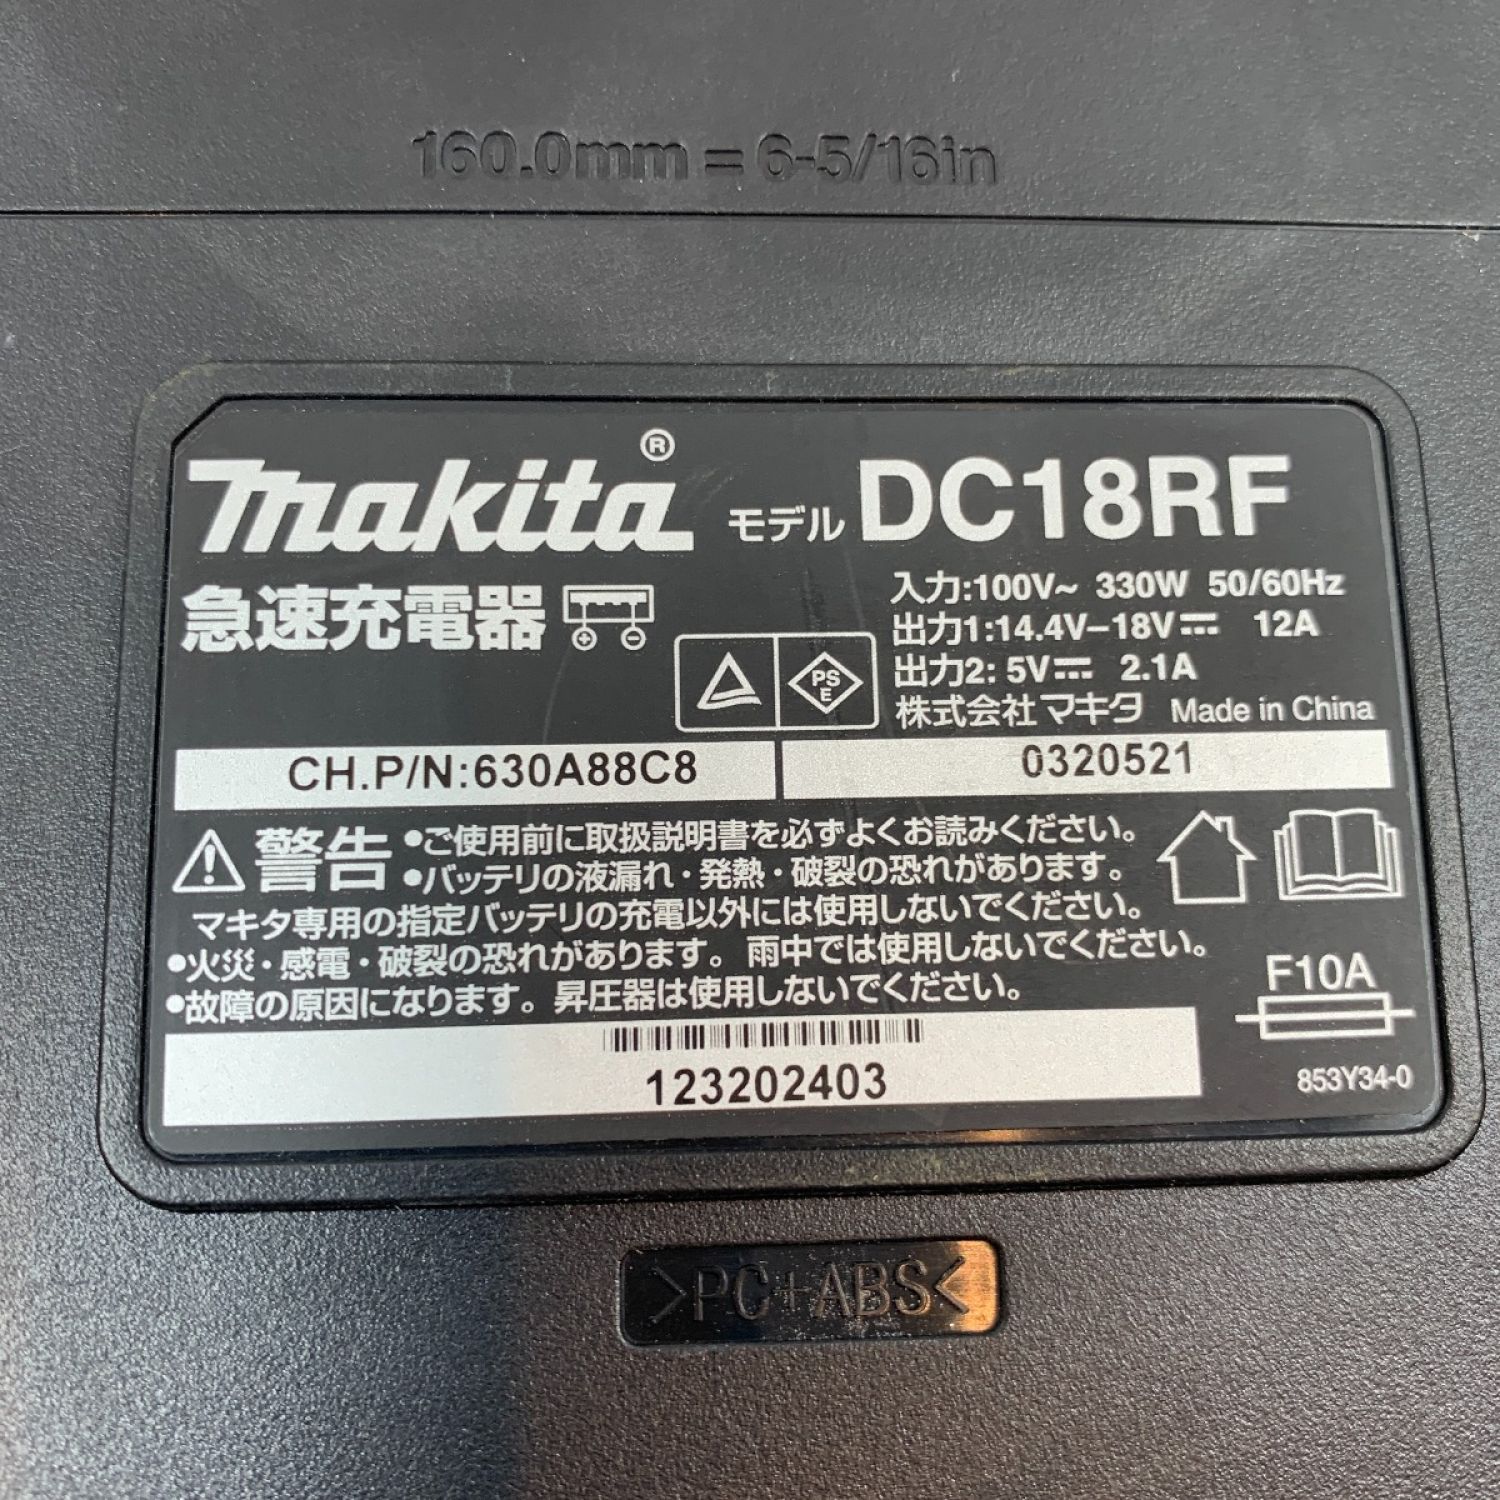 160.0mm = 6-5/16in
makita® モデル DC18RF
急速充電器
入力:100V~ 330W 50/60Hz
出力1:14.4V–18V⎓ 12A
出力2: 5V⎓ 2.1A
PS E
株式会社マキタ Made in China
CH.P/N:630A88C8 0320521
⚠警告 •ご使用前に取扱説明書を必ずよくお読みください。
•バッテリの液漏れ・発熱・破裂の恐れがあります。
マキタ専用の指定バッテリの充電以外には使用しないでください。
•火災・感電・破裂の恐れがあります。雨中では使用しないでください。
•故障の原因になります。昇圧器は使用しないでください。
F10A
123202403
853Y34-0
>PC+ABS<